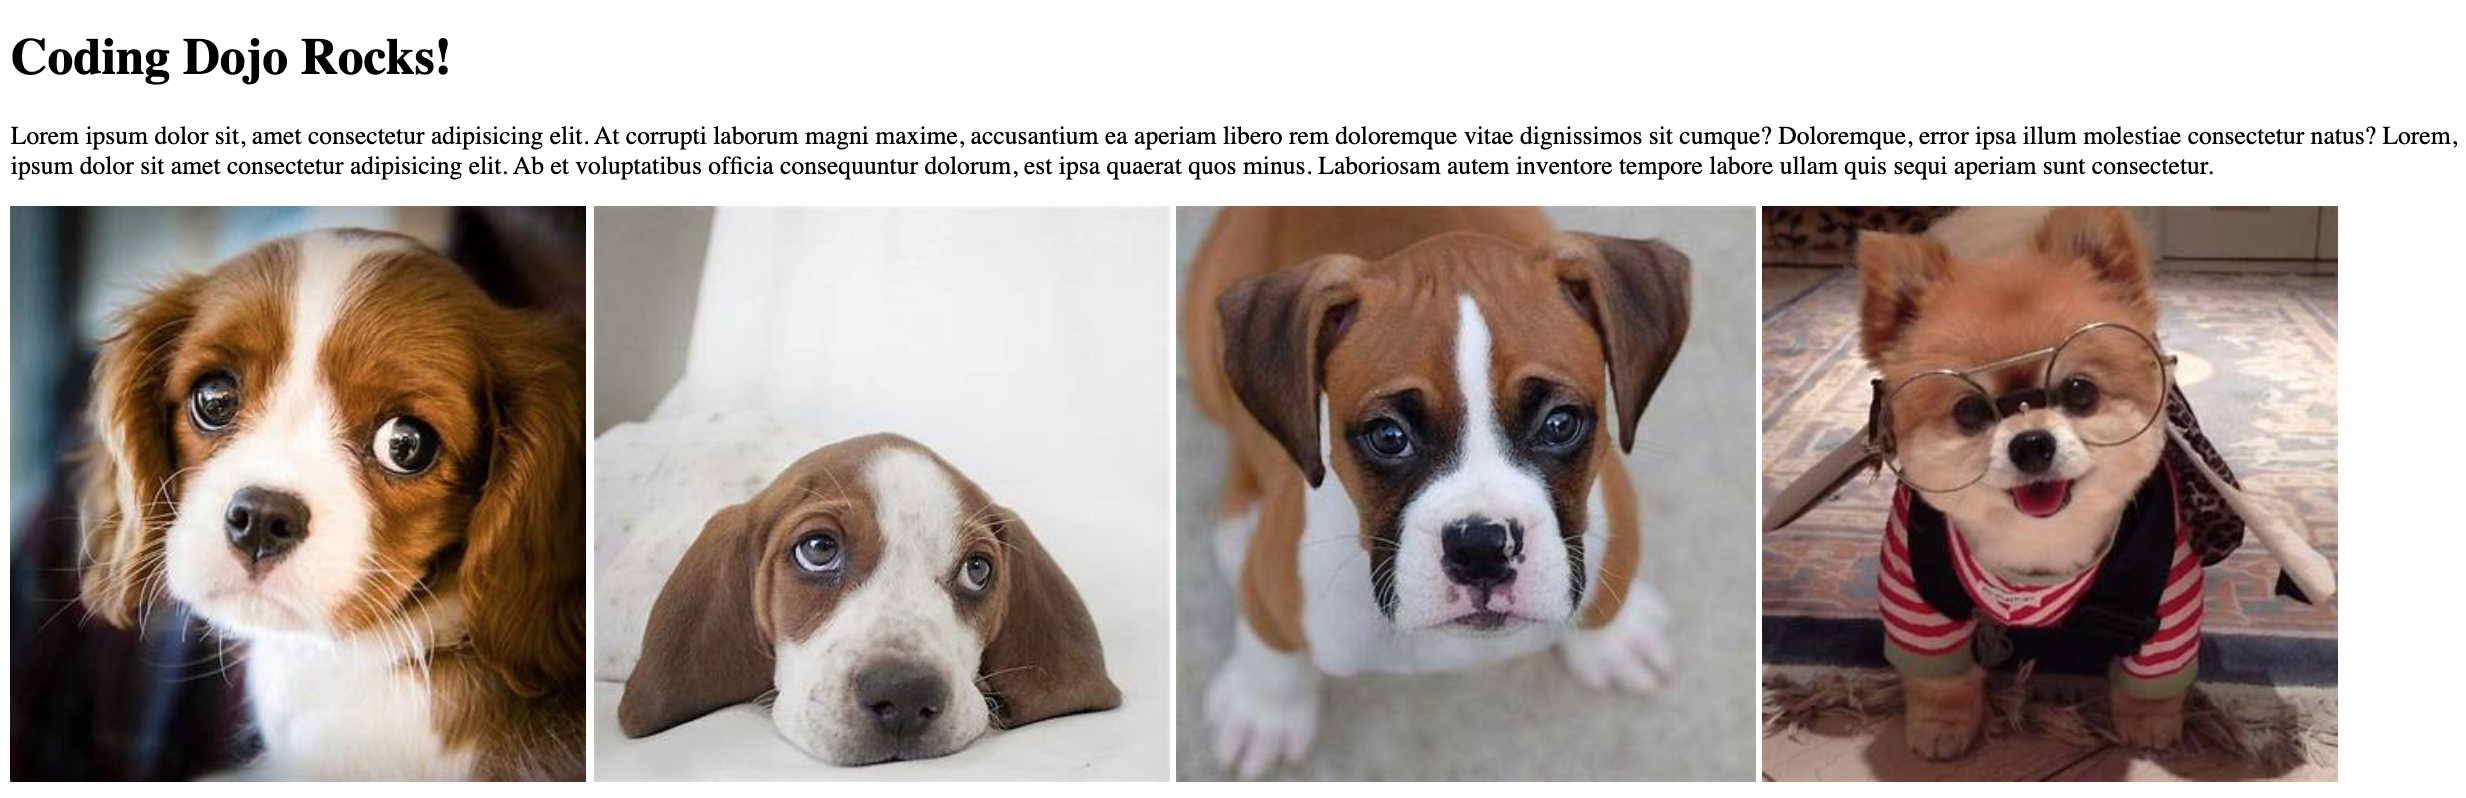 Coding Dojo Rocks!
Lorem ipsum dolor sit, amet consectetur adipisicing elit. At corrupti laborum magni maxime, accusantium ea aperiam libero rem doloremque vitae dignissimos sit cumque? Doloremque, error ipsa illum molestiae consectetur natus? Lorem,
ipsum dolor sit amet consectetur adipisicing elit. Ab et voluptatibus officia consequuntur dolorum, est ipsa quaerat quos minus. Laboriosam autem inventore tempore labore ullam quis sequi aperiam sunt consectetur.